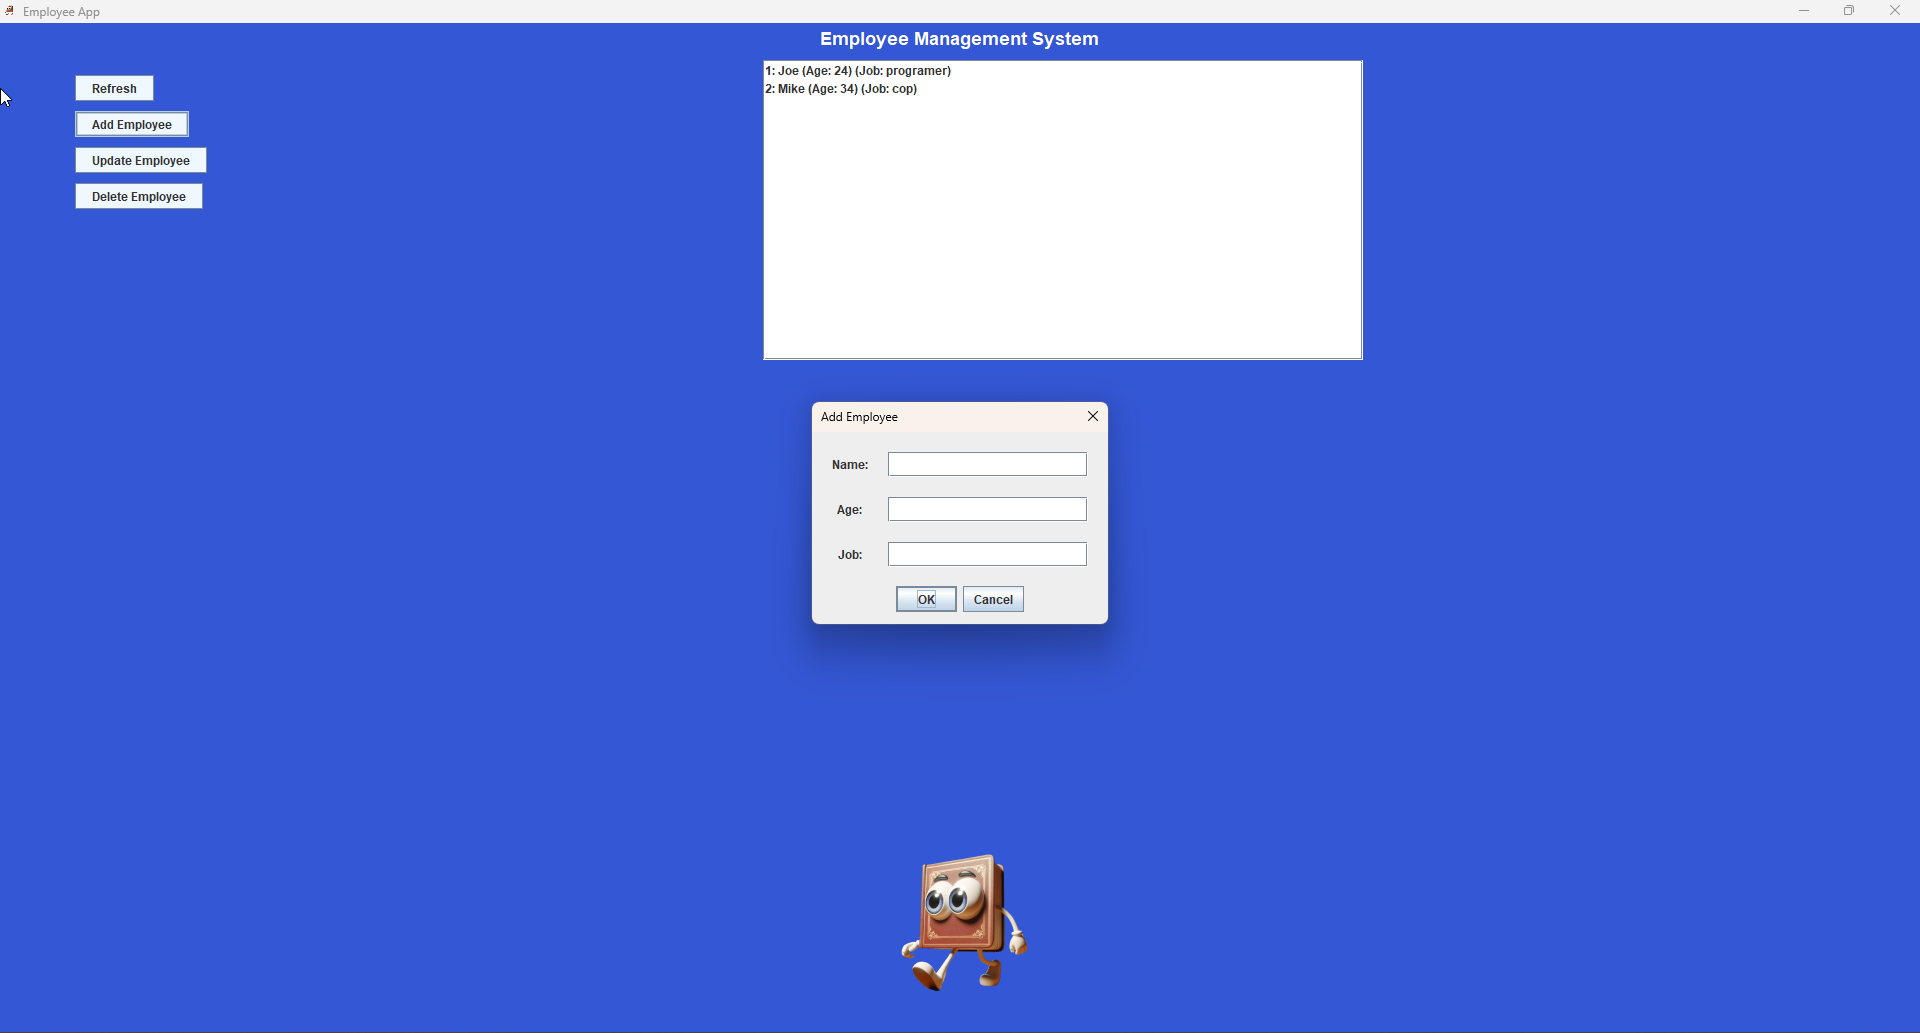 Employee App
Employee Management System
Refresh
Add Employee
Update Employee
Delete Employee
1: Joe (Age: 24) (Job: programer)
2: Mike (Age: 34) (Job: cop)
Add Employee
Name:
Age:
Job:
OK
Cancel